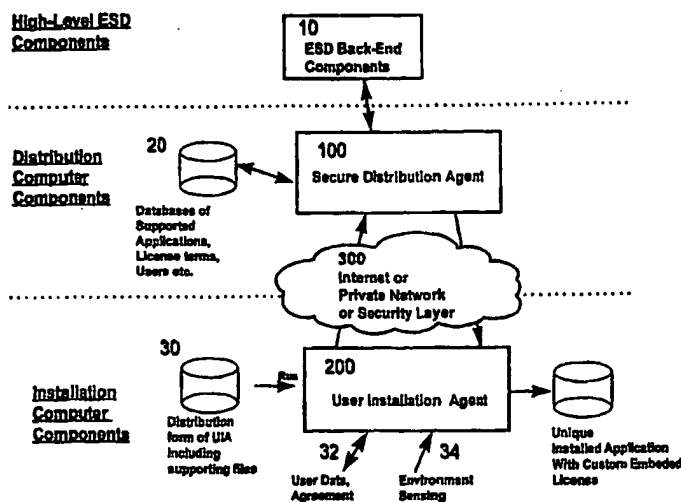 High-Level ESD
Components
10
ESD Back-End
Components
Distribution
Computer
Components
20
Databases of
Supported
Applications,
License terms,
Users etc.
100
Secure Distribution Agent
300
Internet or
Private Network
or Security Layer
Installation
Computer
Components
30
Distribution
form of UIA
including
supporting files
Run
200
User Installation Agent
32
User Data,
Agreement
34
Environment
Sensing
Unique
Installed Application
With Custom Embeded
License